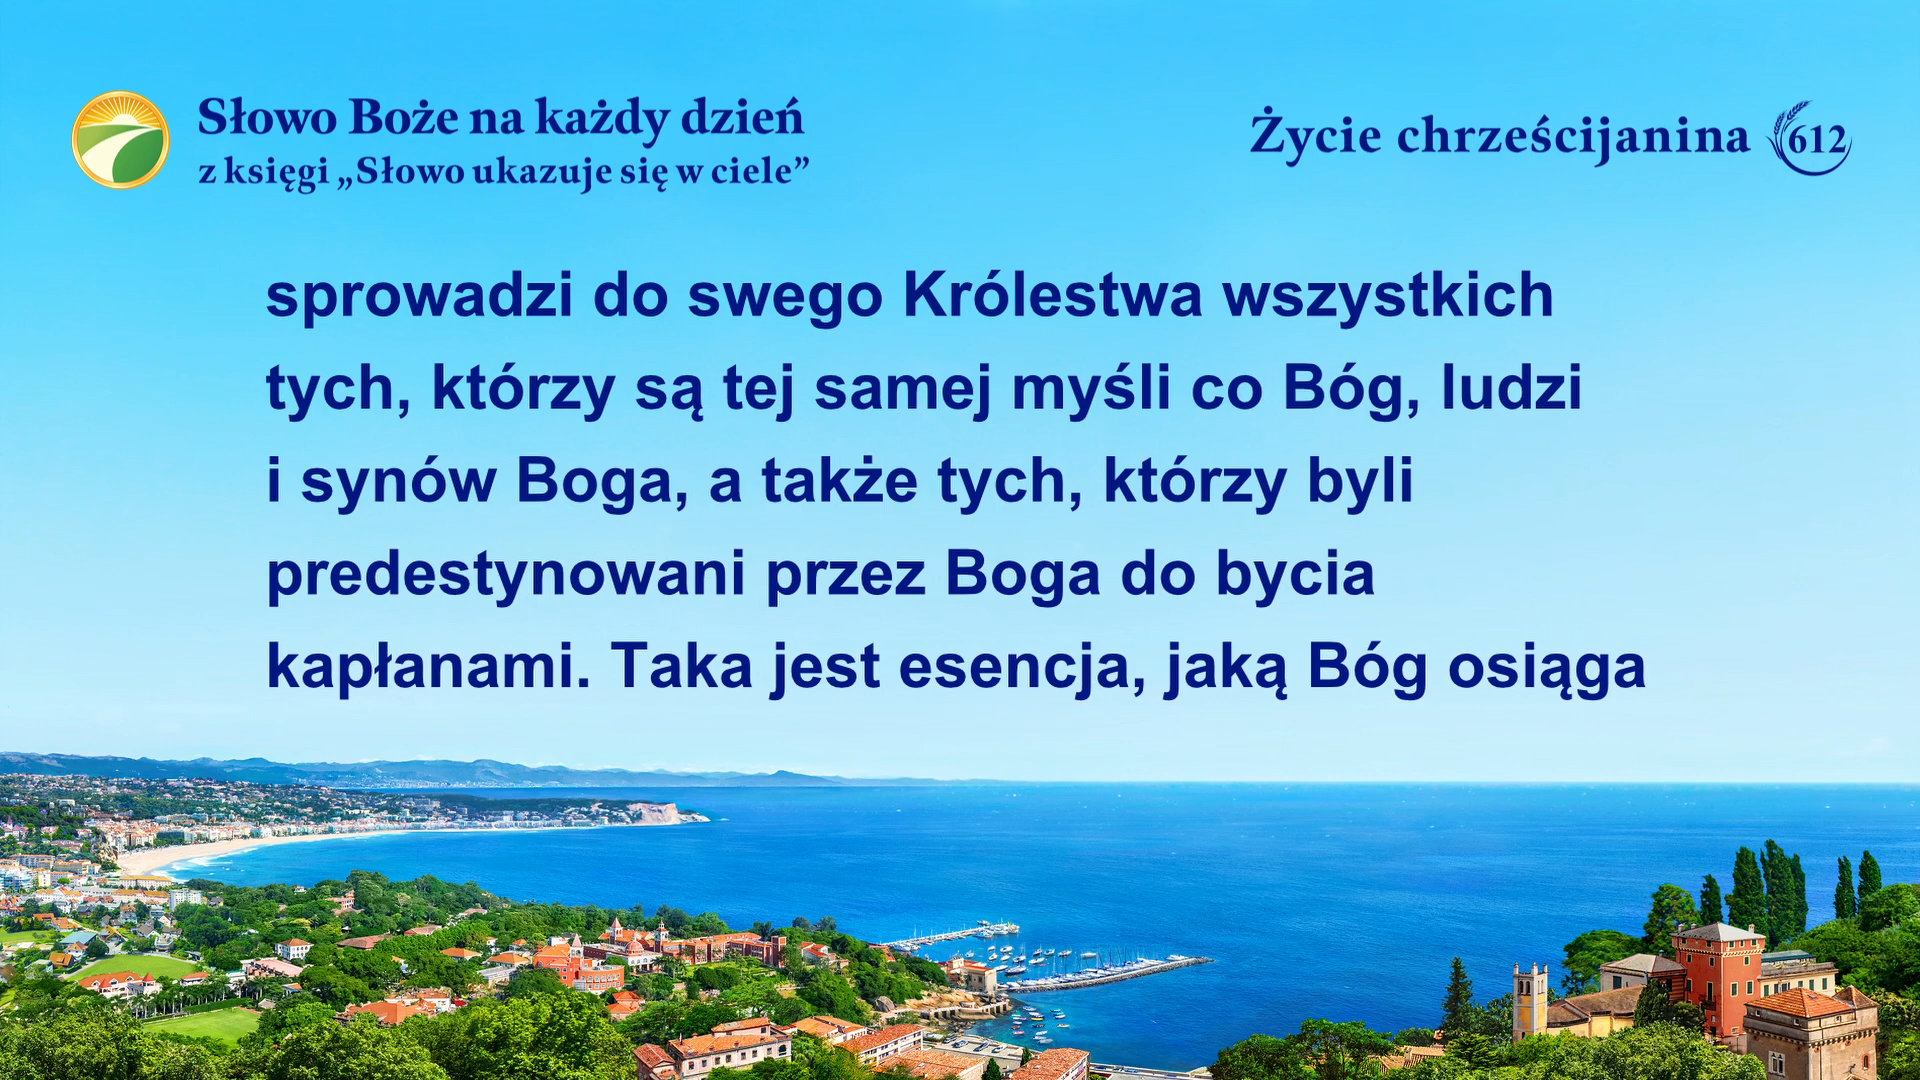 Słowo Boże na każdy dzień
z księgi „Słowo ukazuje się w ciele”
Życie chrześcijanina 612
sprowadzi do swego Królestwa wszystkich
tych, którzy są tej samej myśli co Bóg, ludzi
i synów Boga, a także tych, którzy byli
predestynowani przez Boga do bycia
kapłanami. Taka jest esencja, jaką Bóg osiąga